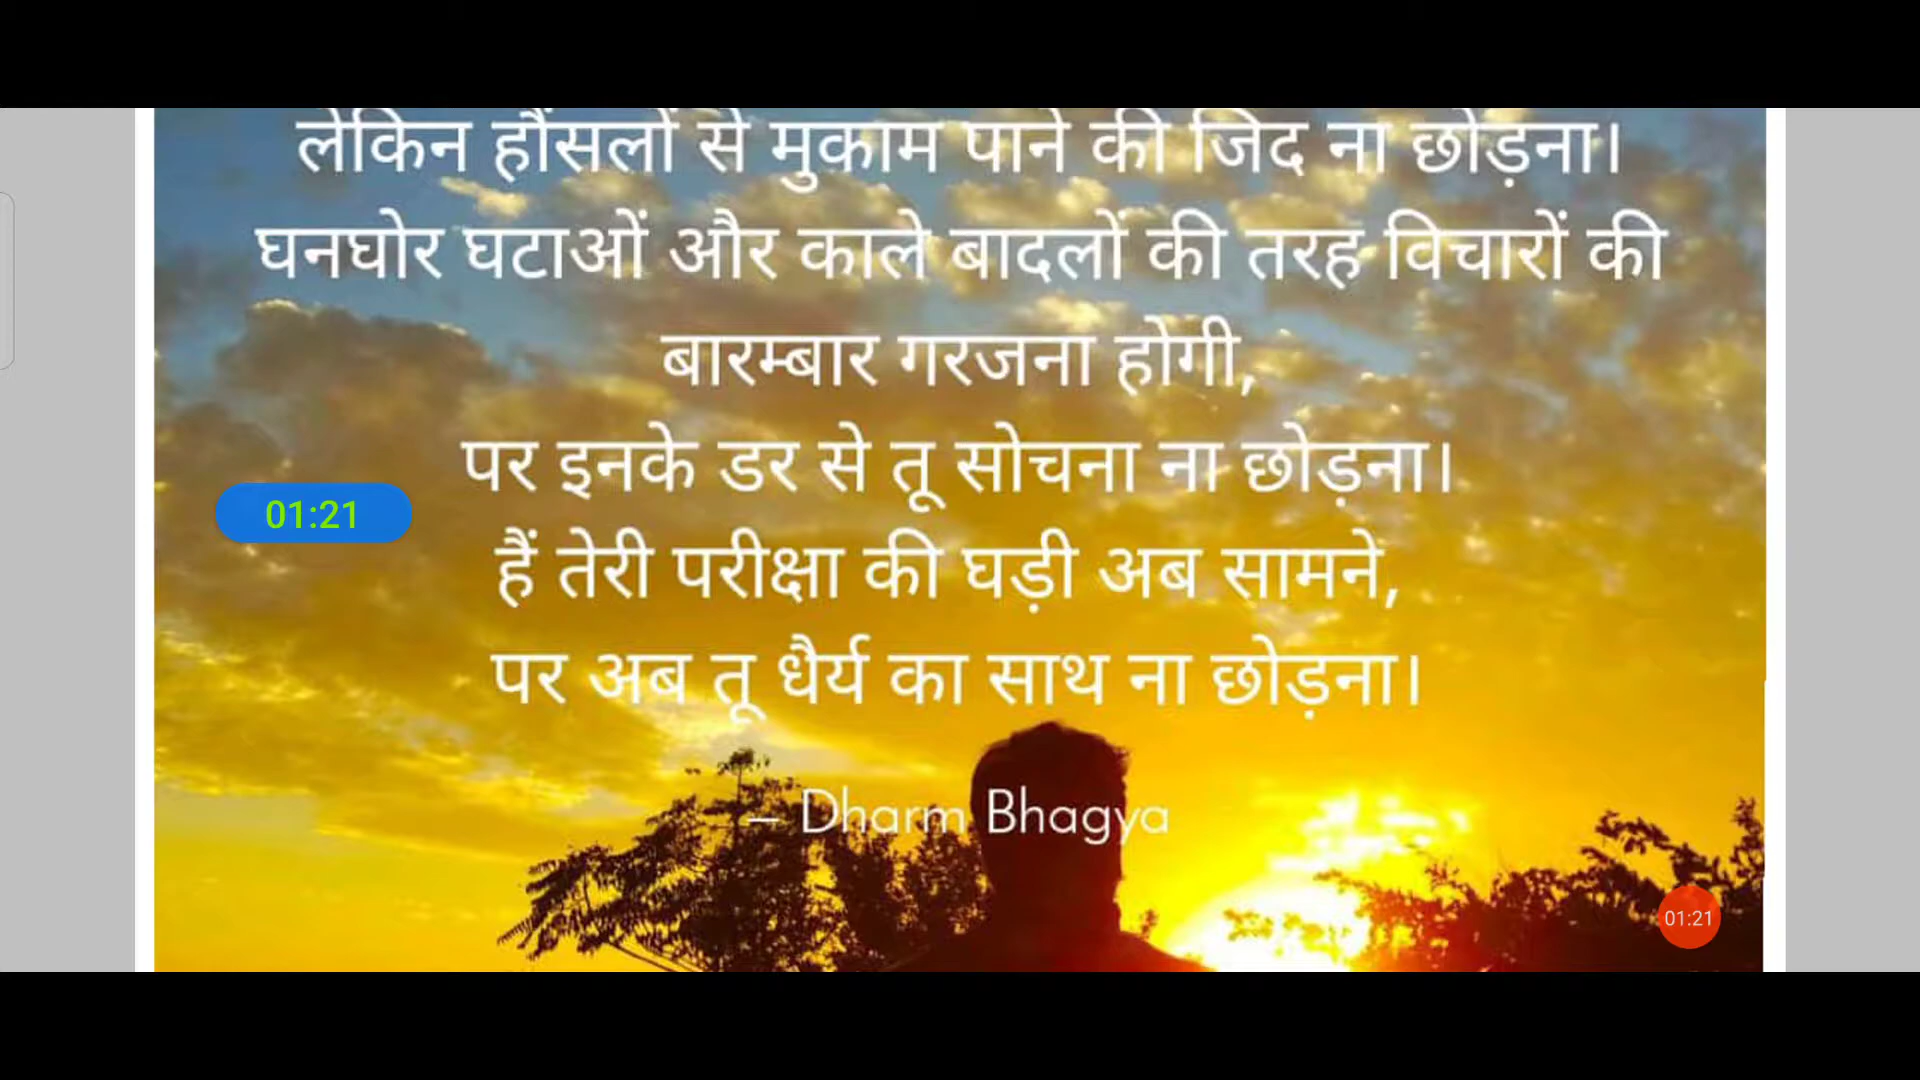 लेकिन हौंसलों से मुकाम पाने की जिद ना छोड़ना।
घनघोर घटाओं और काले बादलों की तरह विचारों की
बारम्बार गरजना होगी,
पर इनके डर से तू सोचना ना छोड़ना।
01:21
हैं तेरी परीक्षा की घड़ी अब सामने,
पर अब तू धैर्य का साथ ना छोड़ना।
– Dharm Bhagya
01:21